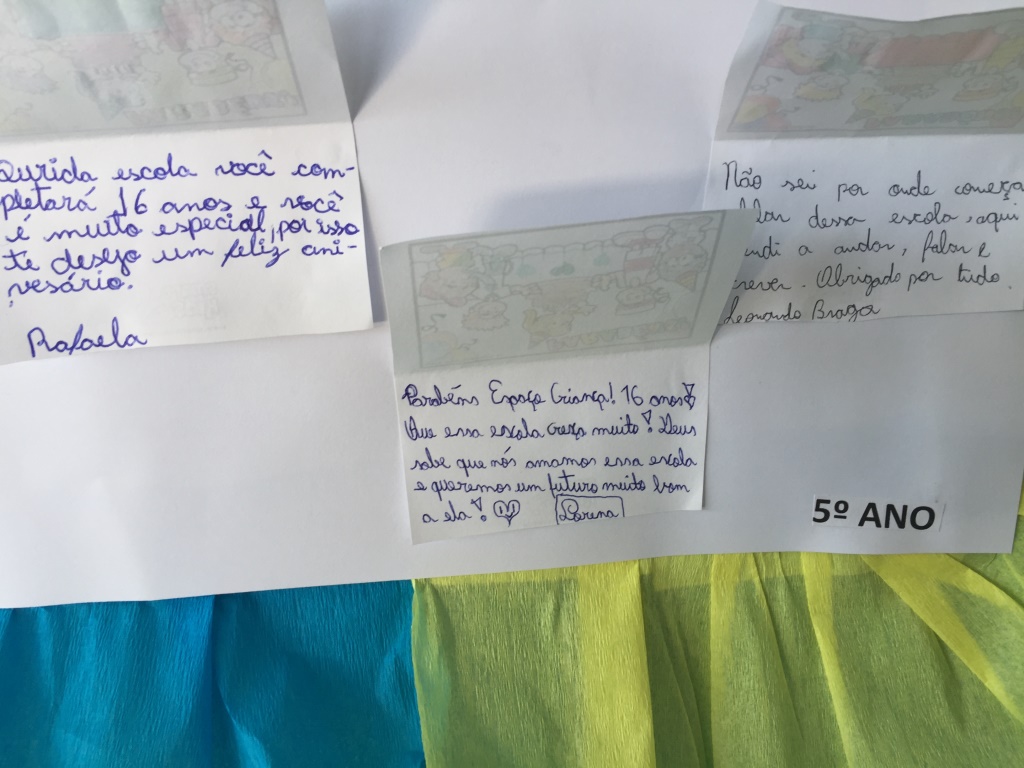 Qurida escola você com-
pletará 16 anos e você
é muito especial, por isso
te desejo um feliz ani-
vesário.
Rafaela
Parabéns Espaço Criança! 16 anos!
Que essa escola cresça muito! Deus
sabe que nós amamos essa escola
e queremos um futuro muito bom
a ela!
Lorena
Não sei por onde começa
dessa escola, aqui
a andar, falar e
Obrigado por tudo.
Leonardo Braga
5º ANO